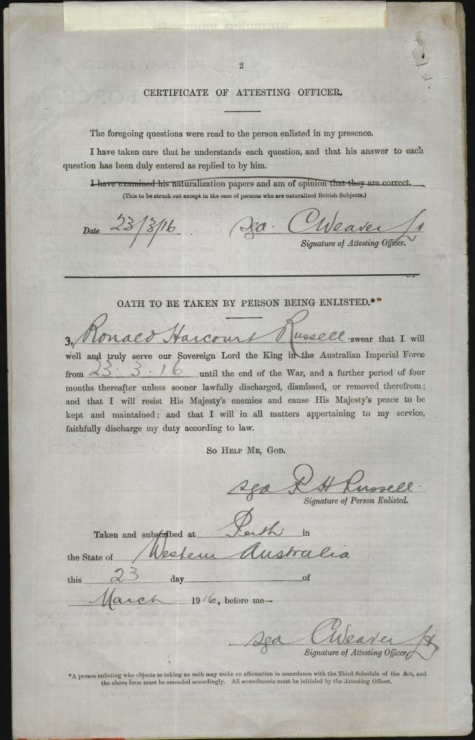 2
CERTIFICATE OF ATTESTING OFFICER.
The foregoing questions were read to the person enlisted in my presence.
I have taken care that he understands each question, and that his answer to each
question has been duly entered as replied to by him.
I have examined his naturalization papers and am of opinion that they are correct.
(This to be struck out except in the case of persons who are naturalized British Subjects.)
Date 23/3/16. sgd. C Weaver Lt
Signature of Attesting Officer.
OATH TO BE TAKEN BY PERSON BEING ENLISTED.*
I, Ronald Harcourt Russell swear that I will
well and truly serve our Sovereign Lord the King in the Australian Imperial Force
from 23.3.16 until the end of the War, and a further period of four
months thereafter unless sooner lawfully discharged, dismissed, or removed therefrom;
and that I will resist His Majesty's enemies and cause His Majesty's peace to be
kept and maintained; and that I will in all matters appertaining to my service,
faithfully discharge my duty according to law.
SO HELP ME, GOD.
sgd R H Russell.
Signature of Person Enlisted.
Taken and subscribed at Perth in
the State of Western Australia
this 23 day of
March 1916, before me—
sgd C Weaver Lt
Signature of Attesting Officer.
*A person enlisting who objects to taking an oath may make an affirmation in accordance with the Third Schedule of the Act, and
the above form must be amended accordingly. All amendments must be initialed by the Attesting Officer.